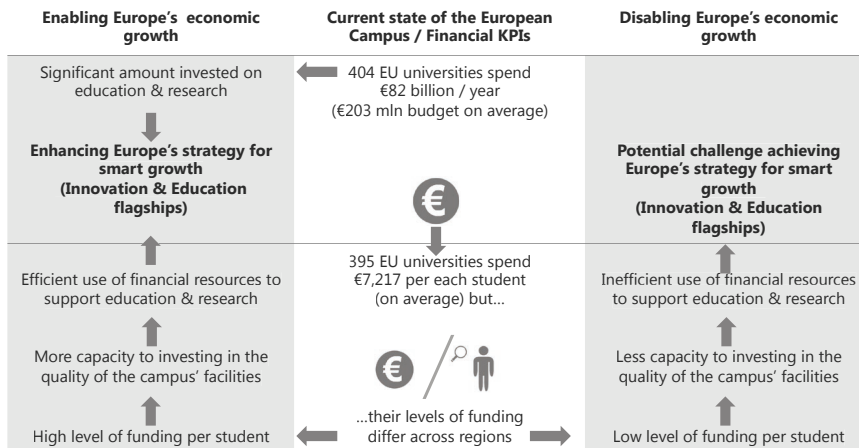 Enabling Europe's economic
growth
Current state of the European
Campus / Financial KPIs
Disabling Europe's economic
growth
Significant amount invested on
education & research
404 EU universities spend
€82 billion / year
(€203 mln budget on average)
Enhancing Europe's strategy for
smart growth
(Innovation & Education
flagships)
Potential challenge achieving
Europe's strategy for smart
growth
(Innovation & Education
flagships)
€
395 EU universities spend
€7,217 per each student
(on average) but...
Efficient use of financial resources to
support education & research
Inefficient use of financial resources
to support education & research
More capacity to investing in the
quality of the campus' facilities
€
Less capacity to investing in the
quality of the campus' facilities
High level of funding per student
...their levels of funding
differ across regions
Low level of funding per student